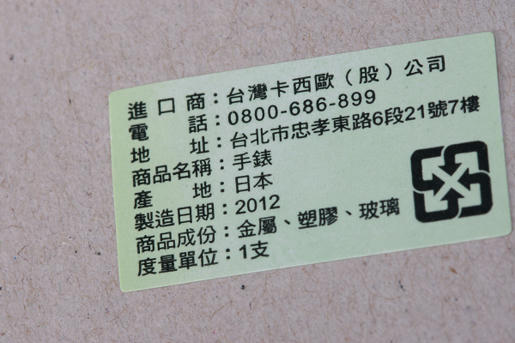 進口商：台灣卡西歐（股）公司
電話：0800-686-899
地址：台北市忠孝東路6段21號7樓
商品名稱：手錶
產地：日本
製造日期：2012
商品成份：金屬、塑膠、玻璃
度量單位：1支